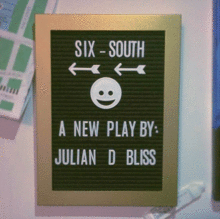 SIX - SOUTH
A NEW PLAY BY:
JULIAN D BLISS